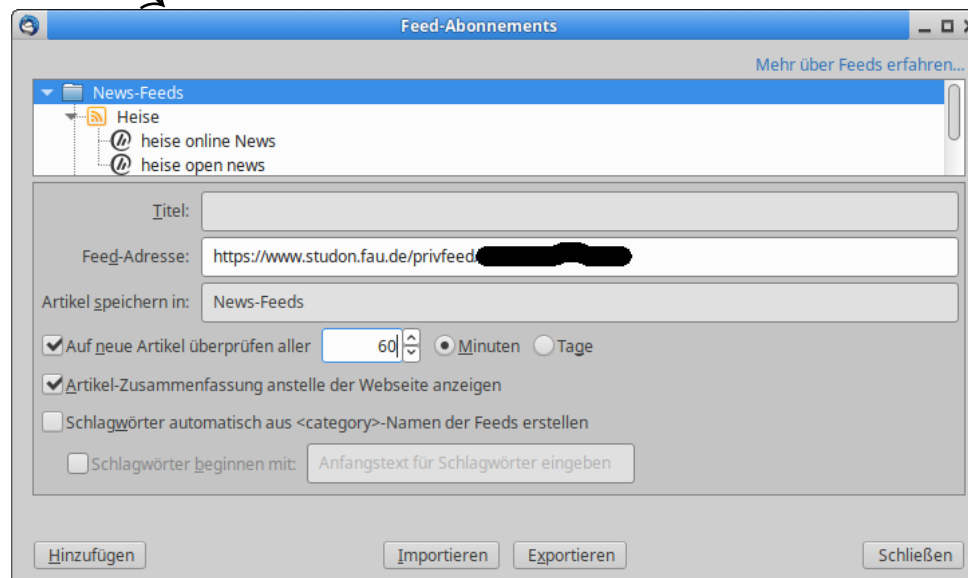 Feed-Abonnements
Mehr über Feeds erfahren...
News-Feeds
Heise
heise online News
heise open news
Titel:
Feed-Adresse: https://www.studon.fau.de/privfeed
Artikel speichern in: News-Feeds
Auf neue Artikel überprüfen aller 60 Minuten Tage
Artikel-Zusammenfassung anstelle der Webseite anzeigen
Schlagwörter automatisch aus <category>-Namen der Feeds erstellen
Schlagwörter beginnen mit: Anfangstext für Schlagwörter eingeben
Hinzufügen Importieren Exportieren Schließen